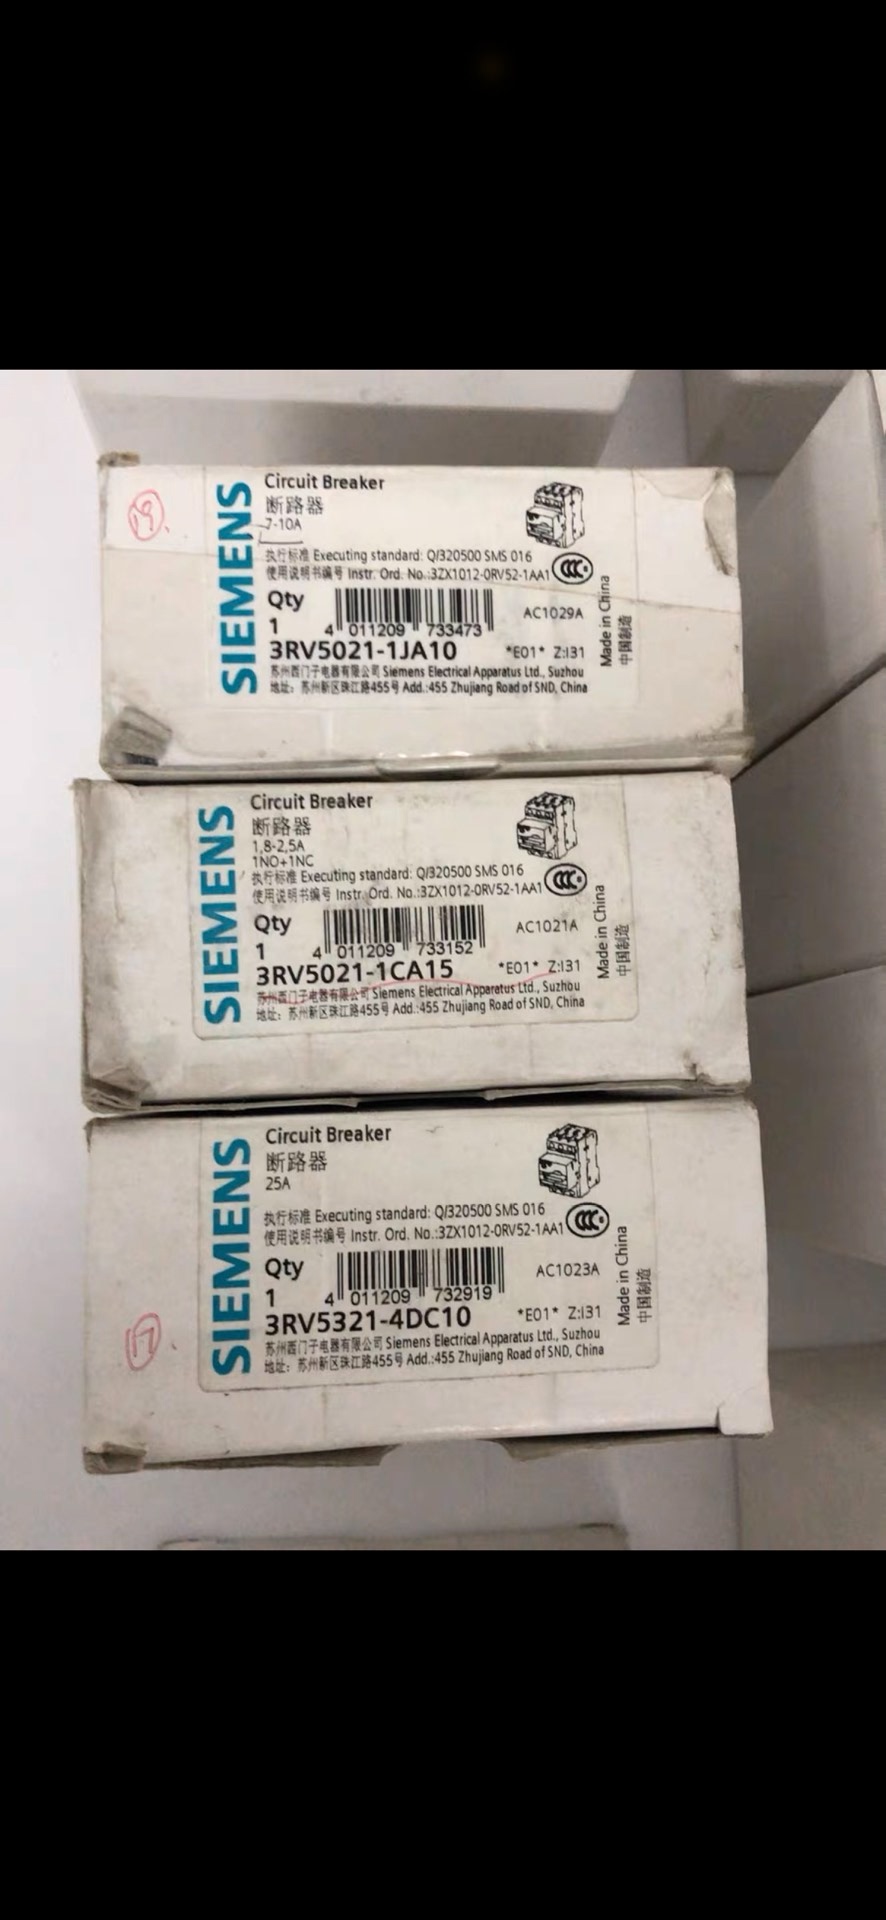 19.
SIEMENS
Circuit Breaker
断路器
7-10A
执行标准 Executing standard: Q/320500 SMS 016
使用说明书编号 Instr. Ord. No.:3ZX1012-0RV52-1AA1
CCC
Qty
1
4 011209 733473
AC1029A
3RV5021-1JA10 *E01* Z:I31
苏州西门子电器有限公司 Siemens Electrical Apparatus Ltd., Suzhou
地址：苏州新区珠江路455号 Add.:455 Zhujiang Road of SND, China
Made in China
中国制造
SIEMENS
Circuit Breaker
断路器
1,8-2,5A
1NO+1NC
执行标准 Executing standard: Q/320500 SMS 016
使用说明书编号 Instr. Ord. No.:3ZX1012-0RV52-1AA1
CCC
Qty
1
4 011209 733152
AC1021A
3RV5021-1CA15 *E01* Z:I31
苏州西门子电器有限公司 Siemens Electrical Apparatus Ltd., Suzhou
地址：苏州新区珠江路455号 Add.:455 Zhujiang Road of SND, China
Made in China
中国制造
17.
SIEMENS
Circuit Breaker
断路器
25A
执行标准 Executing standard: Q/320500 SMS 016
使用说明书编号 Instr. Ord. No.:3ZX1012-0RV52-1AA1
CCC
Qty
1
4 011209 732919
AC1023A
3RV5321-4DC10 *E01* Z:I31
苏州西门子电器有限公司 Siemens Electrical Apparatus Ltd., Suzhou
地址：苏州新区珠江路455号 Add.:455 Zhujiang Road of SND, China
Made in China
中国制造